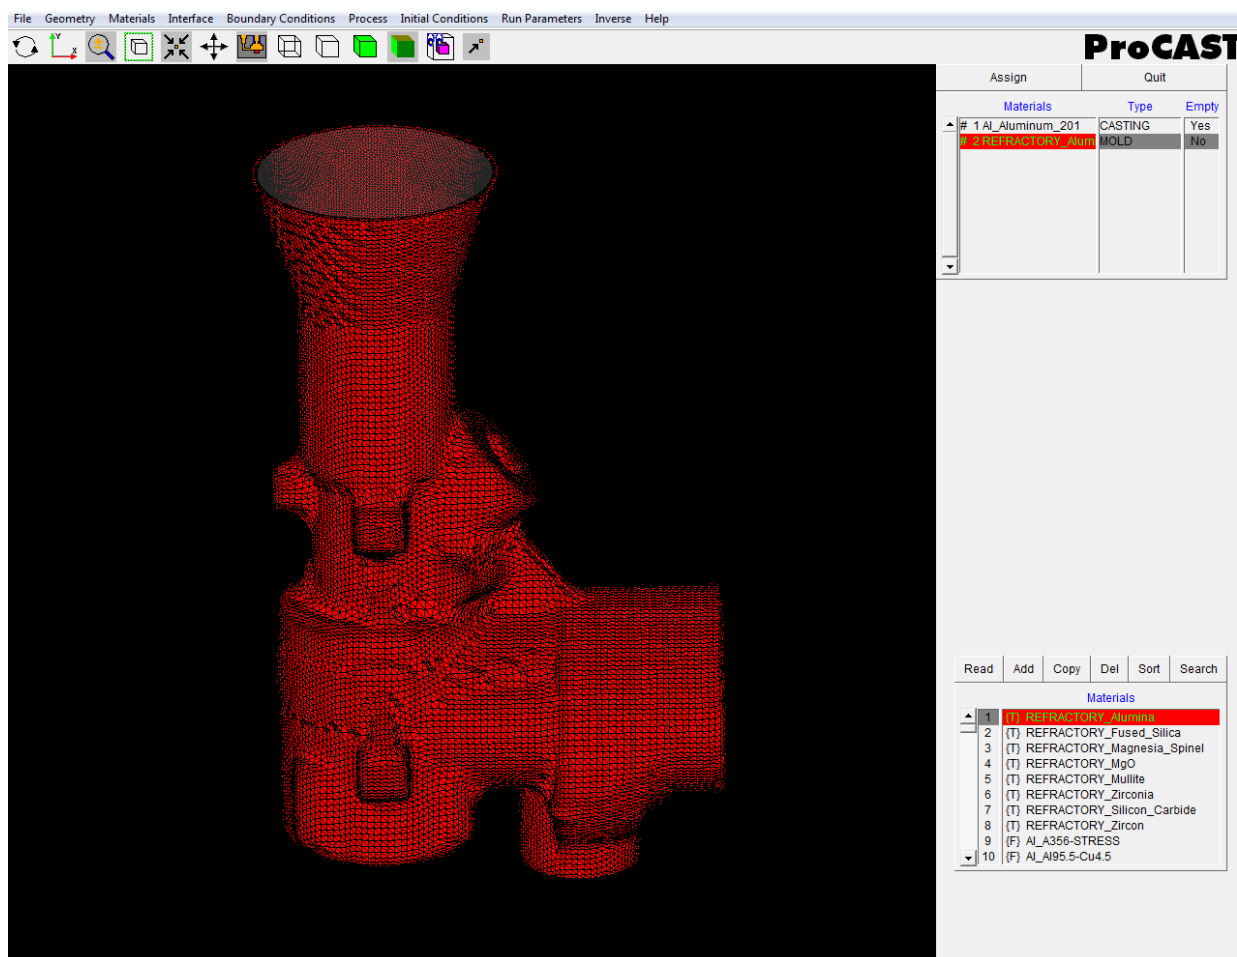 File Geometry Materials Interface Boundary Conditions Process Initial Conditions Run Parameters Inverse Help
Y
x
ProCAST
Assign Quit
Materials Type Empty
# 1 Al_Aluminum_201 CASTING Yes
# 2 REFRACTORY_Alum MOLD No
Read Add Copy Del Sort Search
Materials
1 {T} REFRACTORY_Alumina
2 {T} REFRACTORY_Fused_Silica
3 {T} REFRACTORY_Magnesia_Spinel
4 {T} REFRACTORY_MgO
5 {T} REFRACTORY_Mullite
6 {T} REFRACTORY_Zirconia
7 {T} REFRACTORY_Silicon_Carbide
8 {T} REFRACTORY_Zircon
9 {F} Al_A356-STRESS
10 {F} Al_Al95.5-Cu4.5